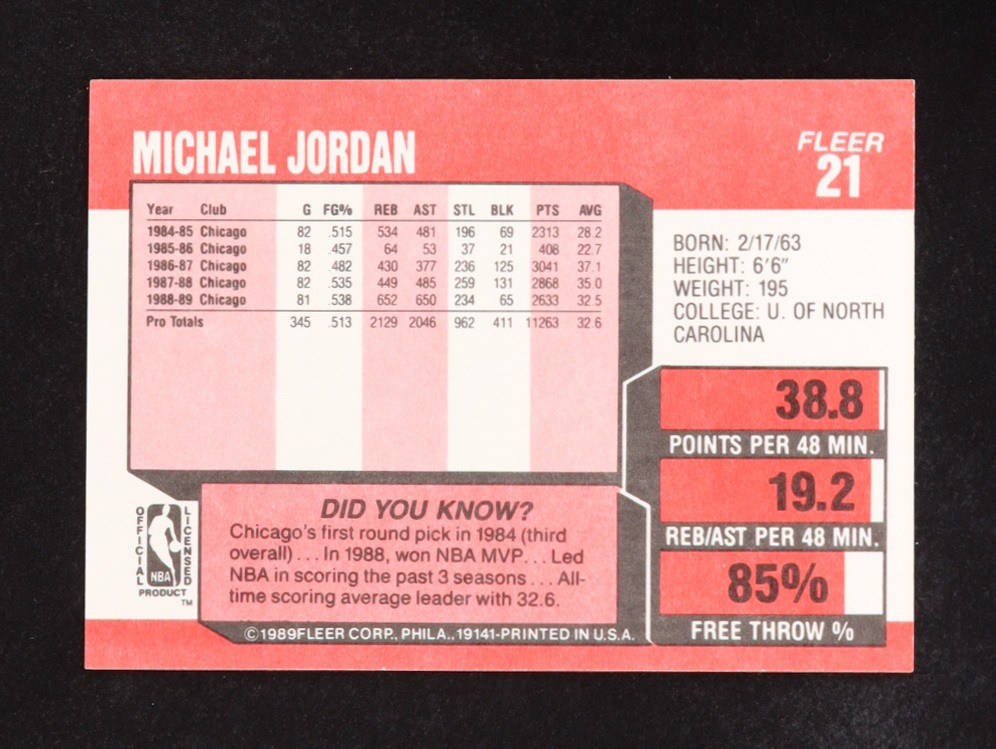 MICHAEL JORDAN
FLEER
21
Year Club G FG% REB AST STL BLK PTS AVG
1984-85 Chicago 82 .515 534 481 196 69 2313 28.2
1985-86 Chicago 18 .457 64 53 37 21 408 22.7
1986-87 Chicago 82 .482 430 377 236 125 3041 37.1
1987-88 Chicago 82 .535 449 485 259 131 2868 35.0
1988-89 Chicago 81 .538 652 650 234 65 2633 32.5
Pro Totals 345 .513 2129 2046 962 411 11263 32.6
BORN: 2/17/63
HEIGHT: 6'6"
WEIGHT: 195
COLLEGE: U. OF NORTH
CAROLINA
38.8
POINTS PER 48 MIN.
19.2
REB/AST PER 48 MIN.
85%
FREE THROW %
DID YOU KNOW?
Chicago's first round pick in 1984 (third
overall) . . . In 1988, won NBA MVP. . . Led
NBA in scoring the past 3 seasons . . . All-
time scoring average leader with 32.6.
OFFICIAL
NBA
LICENSED
PRODUCT
TM
©1989 FLEER CORP., PHILA., 19141-PRINTED IN U.S.A.